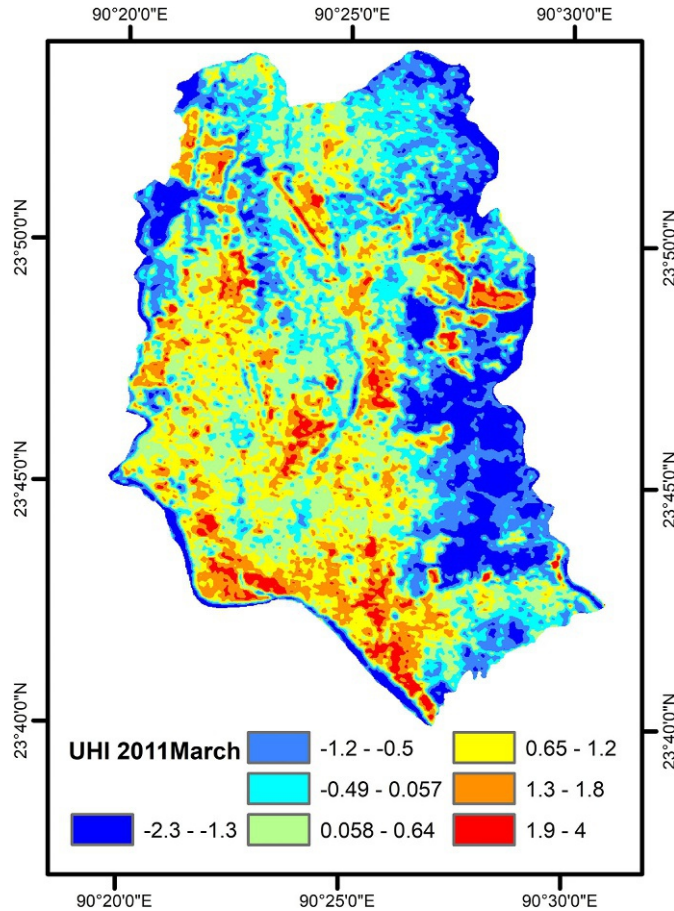 90°20'0"E 90°25'0"E 90°30'0"E
23°50'0"N 23°50'0"N
23°45'0"N 23°45'0"N
23°40'0"N 23°40'0"N
UHI 2011March
-2.3 - -1.3
-1.2 - -0.5
-0.49 - 0.057
0.058 - 0.64
0.65 - 1.2
1.3 - 1.8
1.9 - 4
90°20'0"E 90°25'0"E 90°30'0"E